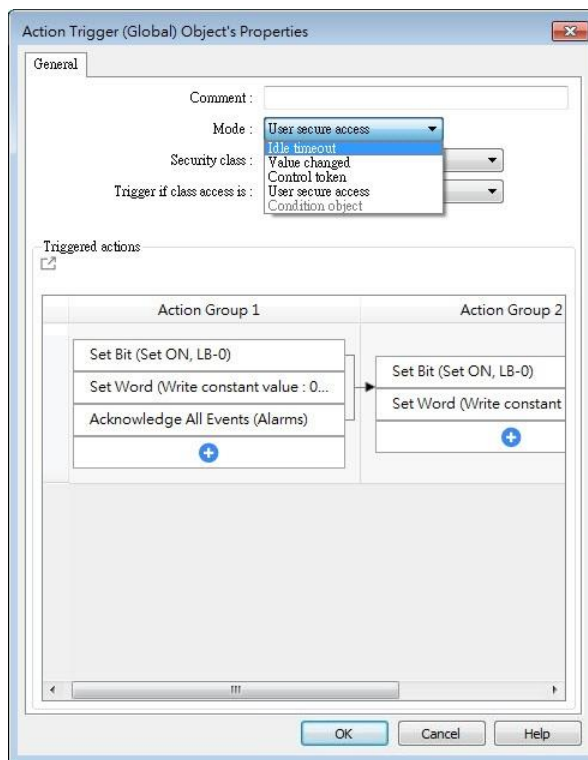 Action Trigger (Global) Object's Properties
General
Comment :
Mode : User secure access
Idle timeout
Value changed
Security class :
Control token
Trigger if class access is : User secure access
Condition object
Triggered actions
Action Group 1 Action Group 2
Set Bit (Set ON, LB-0)
Set Word (Write constant value : 0...
Acknowledge All Events (Alarms)
Set Bit (Set ON, LB-0)
Set Word (Write constant
OK Cancel Help